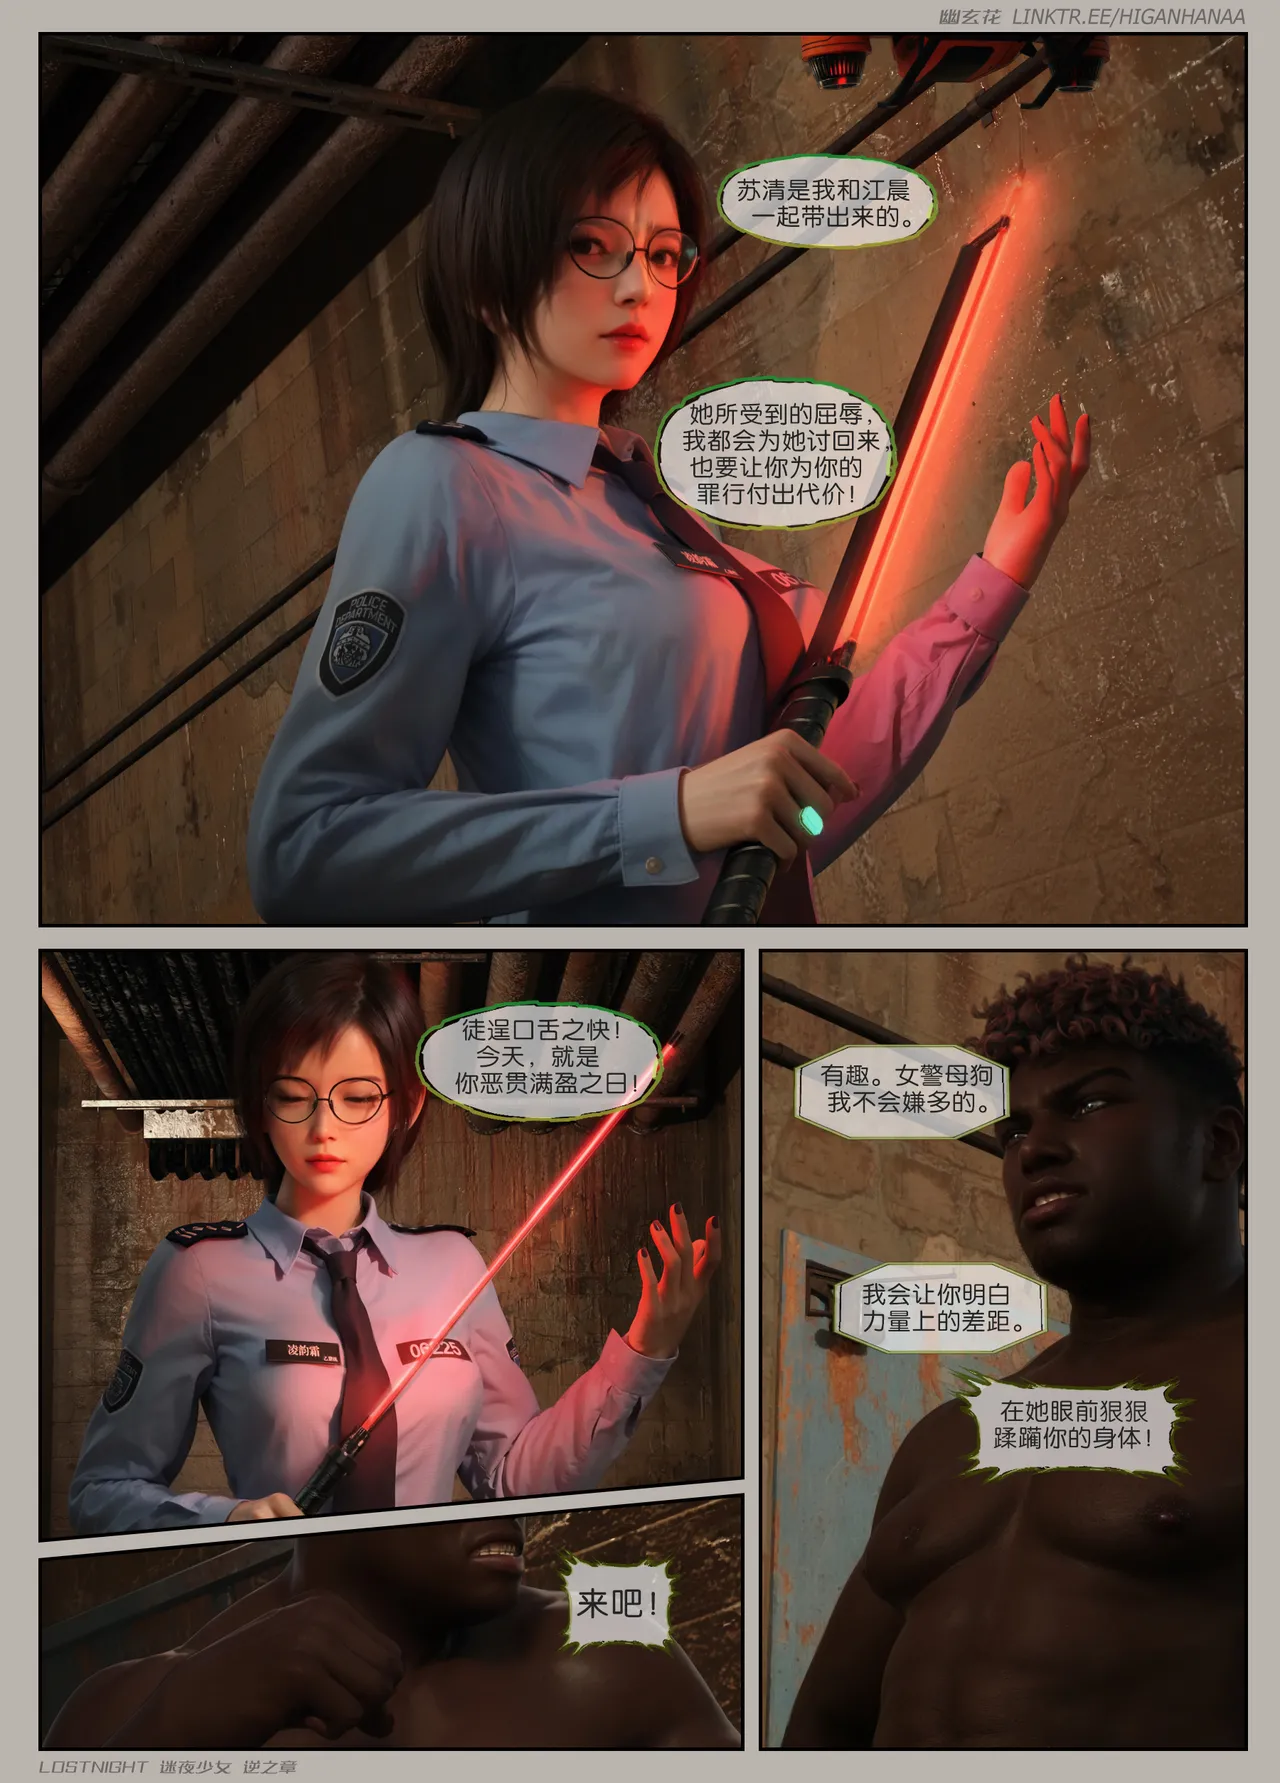 幽玄花 LINKTR.EE/HIGANHANAA
苏清是我和江晨
一起带出来的。
她所受到的屈辱，
我都会为她讨回来，
也要让你为你的
罪行付出代价！
POLICE
DEPARTMENT
凌韵霜
徒逞口舌之快！
今天，就是
你恶贯满盈之日！
凌韵霜
06225
有趣。女警母狗
我不会嫌多的。
我会让你明白
力量上的差距。
在她眼前狠狠
蹂躏你的身体！
来吧！
LOSTNIGHT 迷夜少女 逆之章